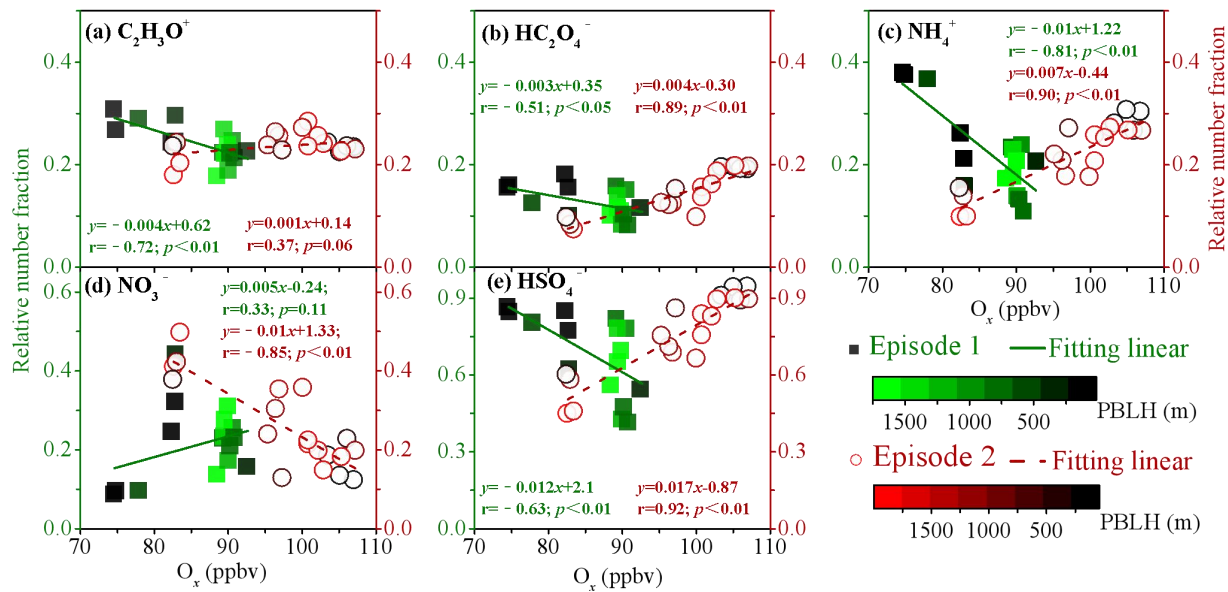 (a) C₂H₃O⁺
y=﹣0.004x+0.62
r=﹣0.72; p<0.01
y=0.001x+0.14
r=0.37; p=0.06
(b) HC₂O₄⁻
y=﹣0.003x+0.35
r=﹣0.51; p<0.05
y=0.004x-0.30
r=0.89; p<0.01
(c) NH₄⁺
y=﹣0.01x+1.22
r=﹣0.81; p<0.01
y=0.007x-0.44
r=0.90; p<0.01
0.4
0.2
0.0
0.4
0.2
0.0
0.4
0.2
0.0
0.4
0.2
0.0
0.4
0.2
0.0
0.4
0.2
0.0
70 80 90 100 110
Relative number fraction
Relative number fraction
(d) NO₃⁻
y=0.005x-0.24;
r=0.33; p=0.11
y=﹣0.01x+1.33;
r=﹣0.85; p<0.01
(e) HSO₄⁻
y=﹣0.012x+2.1
r=﹣0.63; p<0.01
y=0.017x-0.87
r=0.92; p<0.01
0.6
0.4
0.2
0.0
0.6
0.4
0.2
0.0
0.9
0.6
0.3
0.0
0.9
0.6
0.3
0.0
70 80 90 100 110
70 80 90 100 110
Oₓ (ppbv)
Oₓ (ppbv)
Oₓ (ppbv)
Episode 1 Fitting linear
1500 1000 500 PBLH (m)
Episode 2 Fitting linear
1500 1000 500 PBLH (m)